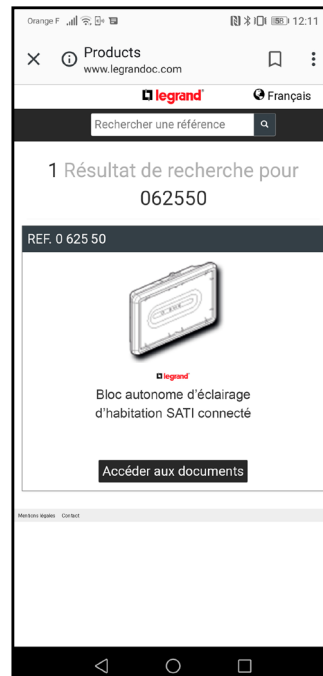 Orange F 58 12:11
Products
www.legrandoc.com
legrand Français
Rechercher une référence
1 Résultat de recherche pour
062550
REF. 0 625 50
legrand
Bloc autonome d'éclairage
d'habitation SATI connecté
Accéder aux documents
Mentions légales Contact